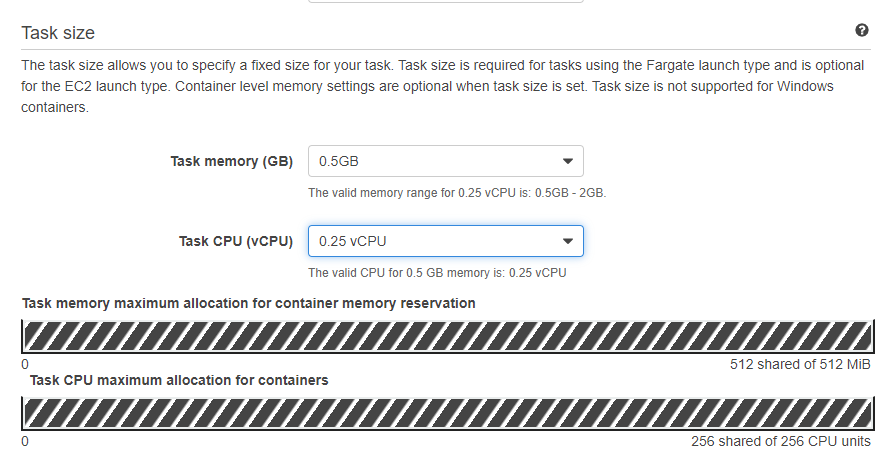 Task size
The task size allows you to specify a fixed size for your task. Task size is required for tasks using the Fargate launch type and is optional
for the EC2 launch type. Container level memory settings are optional when task size is set. Task size is not supported for Windows
containers.
Task memory (GB) 0.5GB
The valid memory range for 0.25 vCPU is: 0.5GB - 2GB.
Task CPU (vCPU) 0.25 vCPU
The valid CPU for 0.5 GB memory is: 0.25 vCPU
Task memory maximum allocation for container memory reservation
0 512 shared of 512 MiB
Task CPU maximum allocation for containers
0 256 shared of 256 CPU units